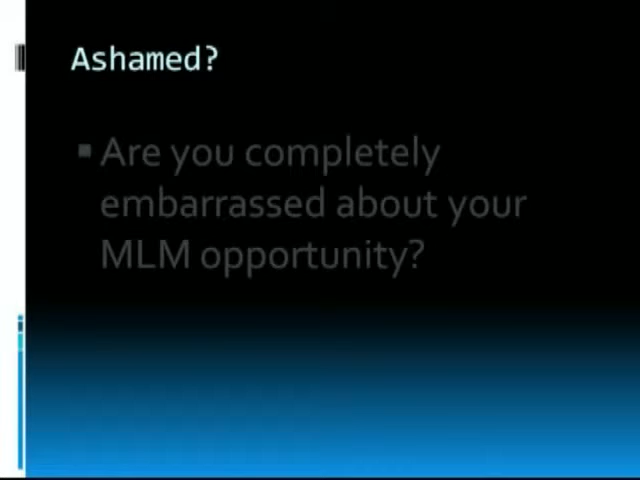 Ashamed?
▪ Are you completely
embarrassed about your
MLM opportunity?